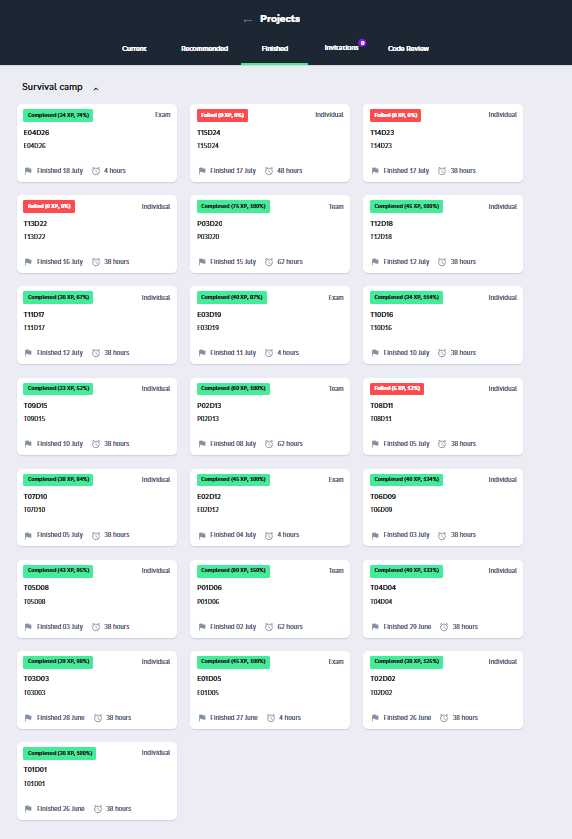 ← Projects
Current Recommended Finished Invitations 0 Code Review
Survival camp
Completed (34 XP, 74%) Exam
E04D26
E04D26
Finished 18 July 4 hours
Failed (0 XP, 0%) Individual
T15D24
T15D24
Finished 17 July 48 hours
Failed (0 XP, 0%) Individual
T14D23
T14D23
Finished 17 July 38 hours
Failed (0 XP, 0%) Individual
T13D22
T13D22
Finished 16 July 38 hours
Completed (75 XP, 100%) Team
P03D20
P03D20
Finished 15 July 62 hours
Completed (45 XP, 100%) Individual
T12D18
T12D18
Finished 12 July 38 hours
Completed (30 XP, 67%) Individual
T11D17
T11D17
Finished 12 July 38 hours
Completed (40 XP, 87%) Exam
E03D19
E03D19
Finished 11 July 4 hours
Completed (34 XP, 114%) Individual
T10D16
T10D16
Finished 10 July 38 hours
Completed (23 XP, 52%) Individual
T09D15
T09D15
Finished 10 July 38 hours
Completed (60 XP, 100%) Team
P02D13
P02D13
Finished 08 July 62 hours
Failed (5 XP, 12%) Individual
T08D11
T08D11
Finished 05 July 38 hours
Completed (38 XP, 84%) Individual
T07D10
T07D10
Finished 05 July 38 hours
Completed (45 XP, 100%) Exam
E02D12
E02D12
Finished 04 July 4 hours
Completed (40 XP, 134%) Individual
T06D09
T06D09
Finished 03 July 38 hours
Completed (43 XP, 95%) Individual
T05D08
T05D08
Finished 03 July 38 hours
Completed (90 XP, 150%) Team
P01D06
P01D06
Finished 02 July 62 hours
Completed (40 XP, 133%) Individual
T04D04
T04D04
Finished 29 June 38 hours
Completed (29 XP, 98%) Individual
T03D03
T03D03
Finished 28 June 38 hours
Completed (45 XP, 100%) Exam
E01D05
E01D05
Finished 27 June 4 hours
Completed (38 XP, 125%) Individual
T02D02
T02D02
Finished 26 June 38 hours
Completed (30 XP, 100%) Individual
T01D01
T01D01
Finished 26 June 38 hours